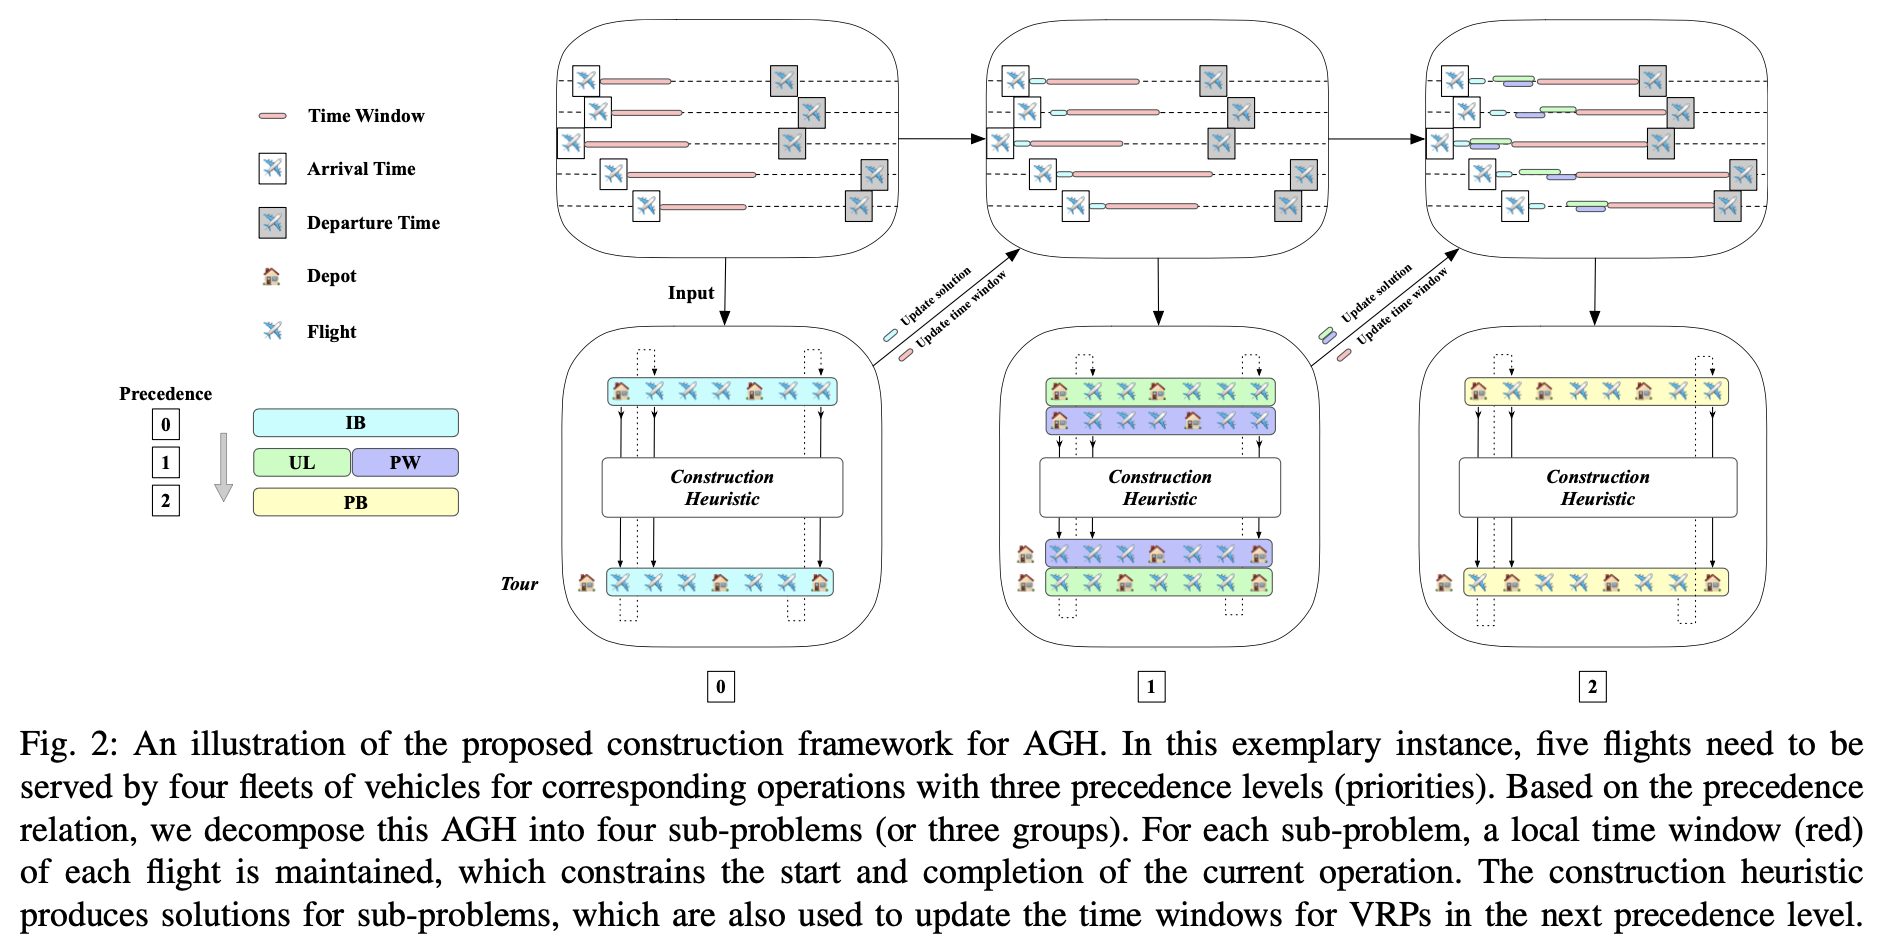 Time Window
Arrival Time
Departure Time
Depot
Flight
Precedence
0
IB
1
UL
PW
2
PB
Input
Update solution
Update time window
Update solution
Update time window
Construction
Heuristic
Construction
Heuristic
Construction
Heuristic
Tour
0
1
2
Fig. 2: An illustration of the proposed construction framework for AGH. In this exemplary instance, five flights need to be
served by four fleets of vehicles for corresponding operations with three precedence levels (priorities). Based on the precedence
relation, we decompose this AGH into four sub-problems (or three groups). For each sub-problem, a local time window (red)
of each flight is maintained, which constrains the start and completion of the current operation. The construction heuristic
produces solutions for sub-problems, which are also used to update the time windows for VRPs in the next precedence level.